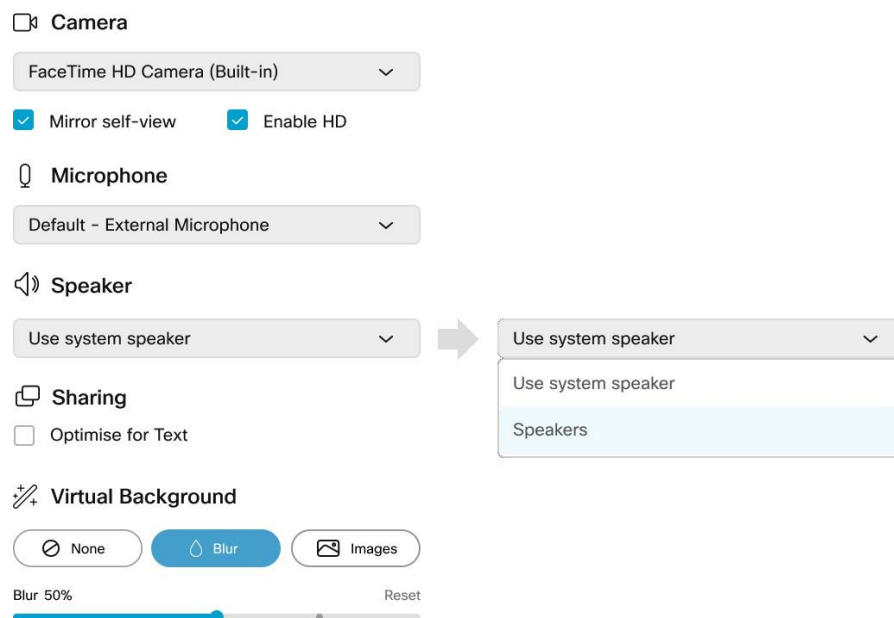 Camera
FaceTime HD Camera (Built-in)
Mirror self-view Enable HD
Microphone
Default - External Microphone
Speaker
Use system speaker
Use system speaker
Use system speaker
Speakers
Sharing
Optimise for Text
Virtual Background
None Blur Images
Blur 50% Reset